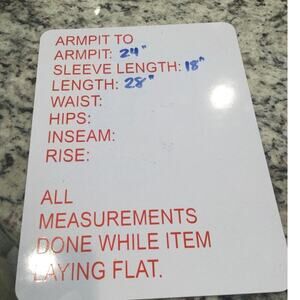 ARMPIT TO
ARMPIT: 24"
SLEEVE LENGTH: 18"
LENGTH: 28"
WAIST:
HIPS:
INSEAM:
RISE:
ALL
MEASUREMENTS
DONE WHILE ITEM
LAYING FLAT.